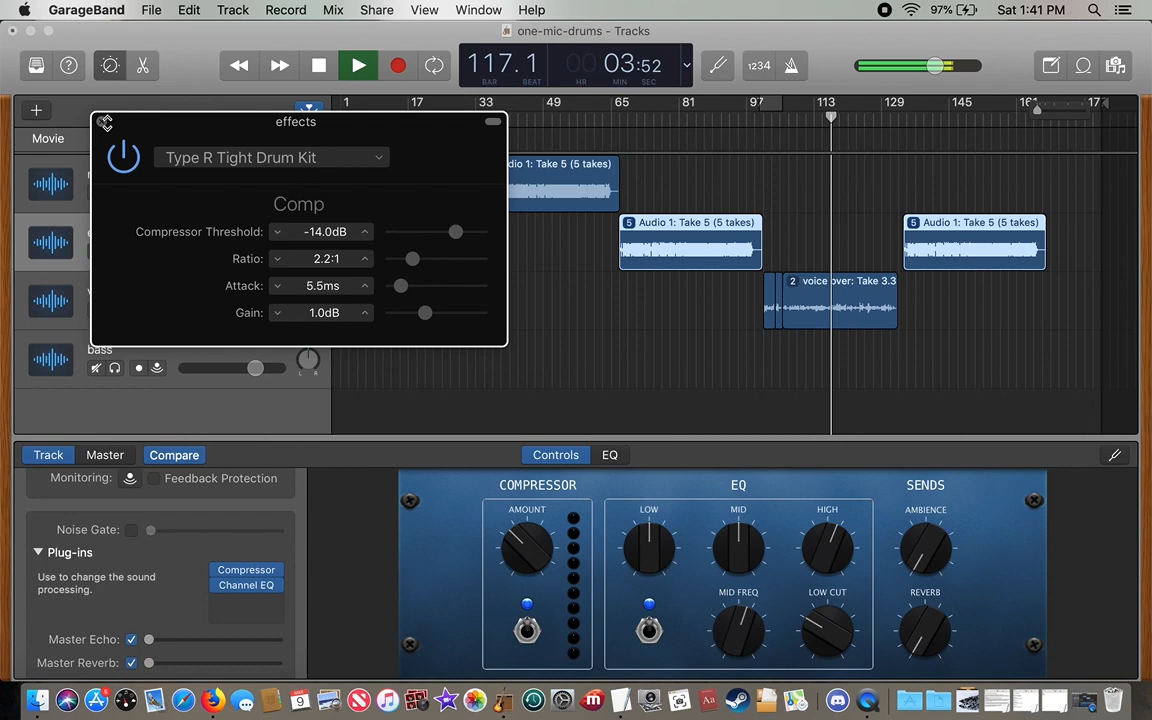 GarageBand File Edit Track Record Mix Share View Window Help
97% Sat 1:41 PM
one-mic-drums - Tracks
117.1 00 03:52
BAR BEAT HR MIN SEC
1234
1 17 33 49 65 81 97 113 129 145 161 17
effects
Movie
Type R Tight Drum Kit
dio 1: Take 5 (5 takes)
Comp
5 Audio 1: Take 5 (5 takes)
5 Audio 1: Take 5 (5 takes)
Compressor Threshold: -14.0dB
Ratio: 2.2:1
Attack: 5.5ms
2 voice over: Take 3.3
Gain: 1.0dB
bass
L R
Track Master Compare Controls EQ
Monitoring: Feedback Protection
COMPRESSOR EQ SENDS
AMOUNT LOW MID HIGH AMBIENCE
Noise Gate:
Plug-ins
Use to change the sound
processing.
Compressor
Channel EQ
MID FREQ LOW CUT REVERB
Master Echo:
Master Reverb:
9